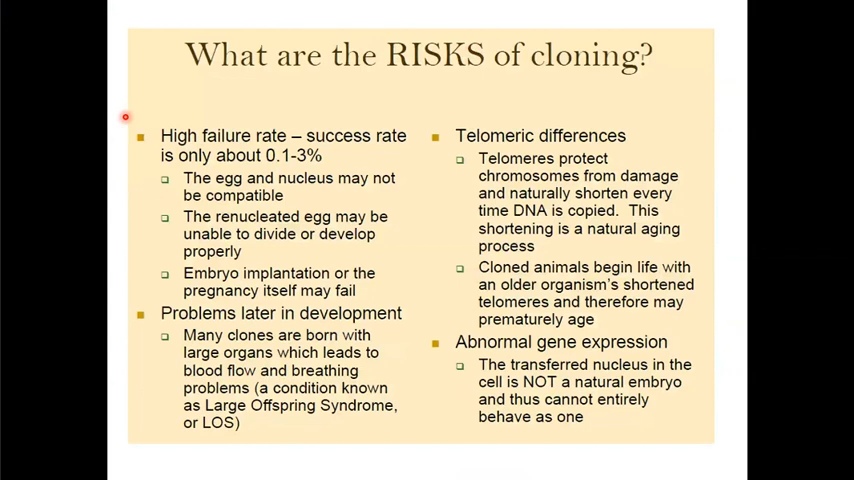 What are the RISKS of cloning?
High failure rate – success rate
is only about 0.1-3%
The egg and nucleus may not
be compatible
The renucleated egg may be
unable to divide or develop
properly
Embryo implantation or the
pregnancy itself may fail
Problems later in development
Many clones are born with
large organs which leads to
blood flow and breathing
problems (a condition known
as Large Offspring Syndrome,
or LOS)
Telomeric differences
Telomeres protect
chromosomes from damage
and naturally shorten every
time DNA is copied.  This
shortening is a natural aging
process
Cloned animals begin life with
an older organism's shortened
telomeres and therefore may
prematurely age
Abnormal gene expression
The transferred nucleus in the
cell is NOT a natural embryo
and thus cannot entirely
behave as one